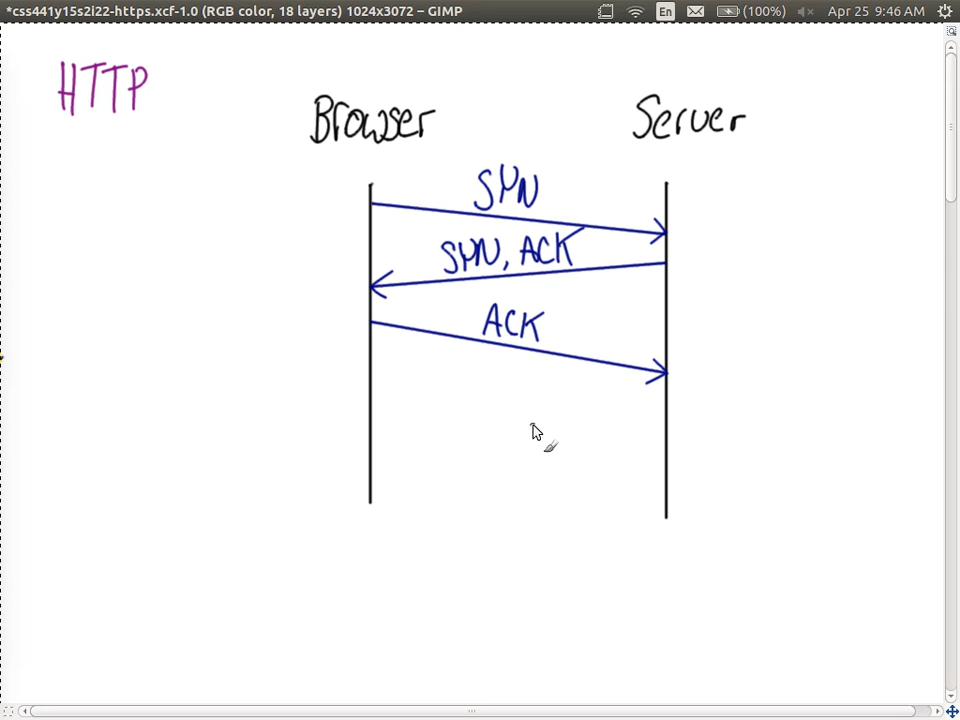 *css441y15s2i22-https.xcf-1.0 (RGB color, 18 layers) 1024x3072 – GIMP
En (100%) Apr 25 9:46 AM
HTTP
Browser Server
SYN
SYN, ACK
ACK